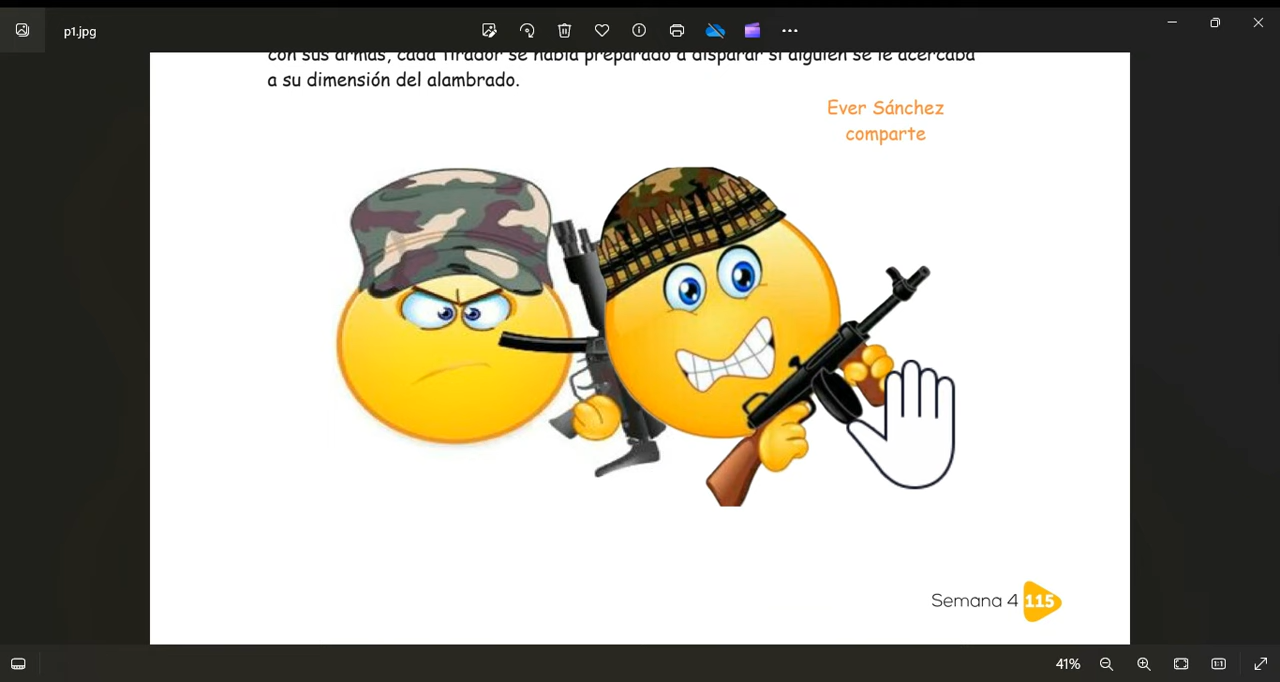 p1.jpg
con sus armas, cada Tirador se había preparado a disparar si alguien se le acercaba
a su dimensión del alambrado.
Ever Sánchez
comparte
Semana 4 115
41%